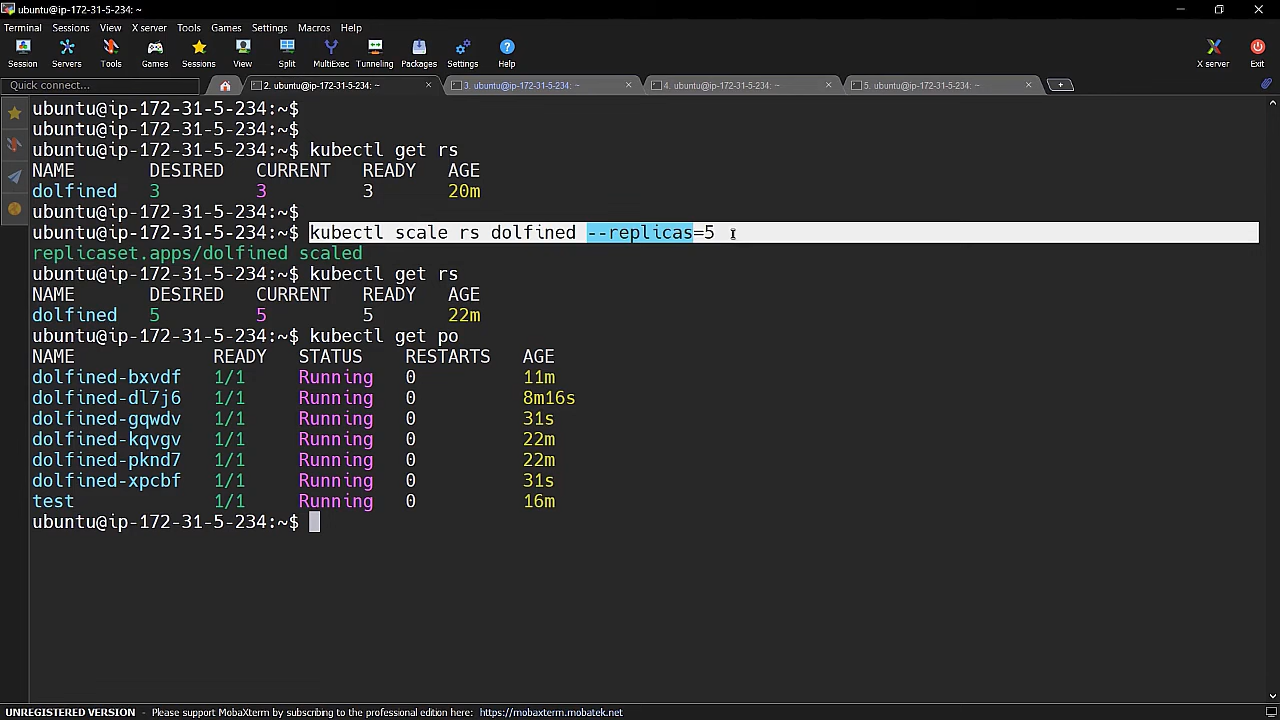 ubuntu@ip-172-31-5-234: ~
Terminal Sessions View X server Tools Games Settings Macros Help
Session Servers Tools Games Sessions View Split MultiExec Tunneling Packages Settings Help X server Exit
Quick connect... 2. ubuntu@ip-172-31-5-234: ~ 3. ubuntu@ip-172-31-5-234: ~ 4. ubuntu@ip-172-31-5-234: ~ 5. ubuntu@ip-172-31-5-234: ~
ubuntu@ip-172-31-5-234:~$
ubuntu@ip-172-31-5-234:~$
ubuntu@ip-172-31-5-234:~$ kubectl get rs
NAME DESIRED CURRENT READY AGE
dolfined 3 3 3 20m
ubuntu@ip-172-31-5-234:~$
ubuntu@ip-172-31-5-234:~$ kubectl scale rs dolfined --replicas=5
replicaset.apps/dolfined scaled
ubuntu@ip-172-31-5-234:~$ kubectl get rs
NAME DESIRED CURRENT READY AGE
dolfined 5 5 5 22m
ubuntu@ip-172-31-5-234:~$ kubectl get po
NAME READY STATUS RESTARTS AGE
dolfined-bxvdf 1/1 Running 0 11m
dolfined-dl7j6 1/1 Running 0 8m16s
dolfined-gqwdv 1/1 Running 0 31s
dolfined-kqvgv 1/1 Running 0 22m
dolfined-pknd7 1/1 Running 0 22m
dolfined-xpcbf 1/1 Running 0 31s
test 1/1 Running 0 16m
ubuntu@ip-172-31-5-234:~$
UNREGISTERED VERSION - Please support MobaXterm by subscribing to the professional edition here: https://mobaxterm.mobatek.net